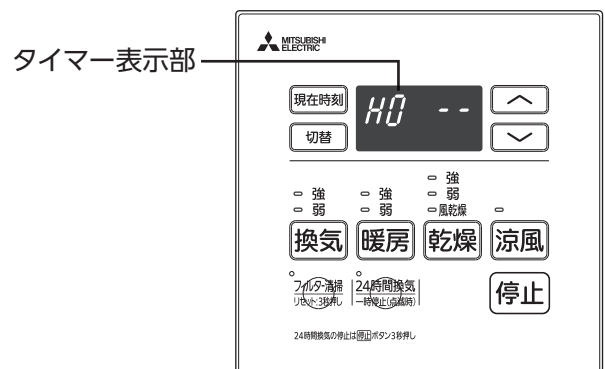 タイマー表示部
MITSUBISHI
ELECTRIC
現在時刻
H0 --
切替
強
弱
強
弱
強
弱
風乾燥
換気
暖房
乾燥
涼風
フィルター清掃
リセット:3秒押し
24時間換気
一時停止(点滅時)
停止
24時間換気の停止は停止ボタン3秒押し